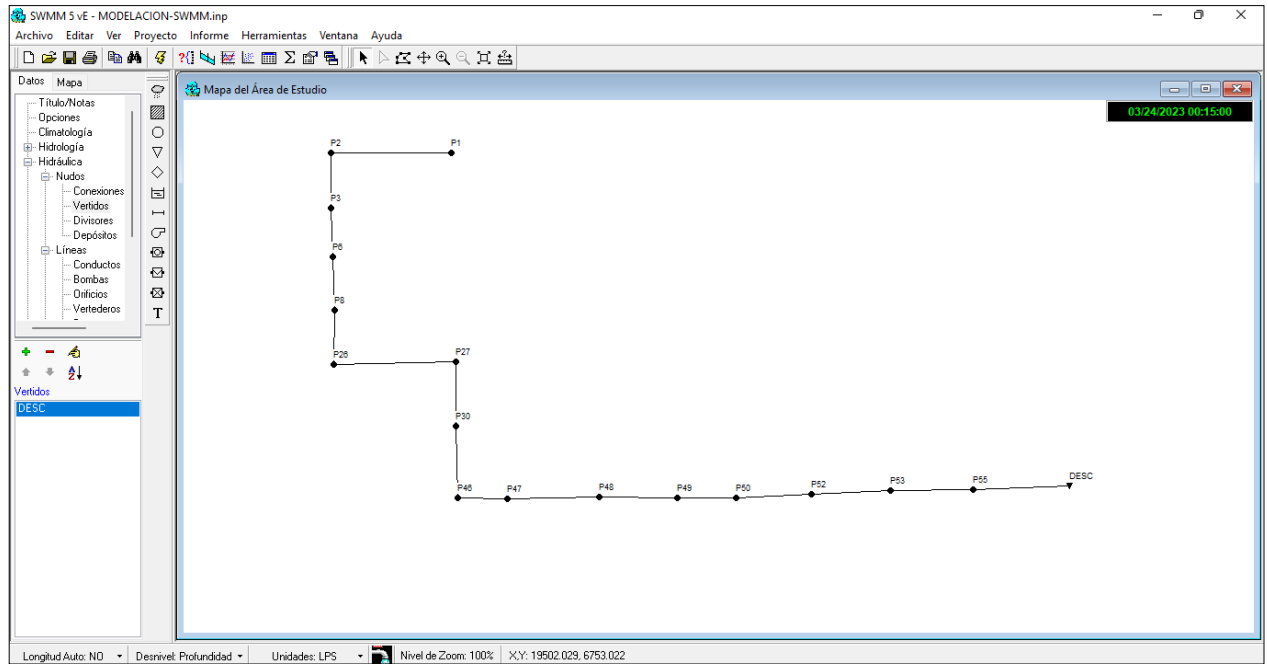 SWMM 5 vE - MODELACION-SWMM.inp
Archivo Editar Ver Proyecto Informe Herramientas Ventana Ayuda
Datos Mapa
Título/Notas
Opciones
Climatología
Hidrología
Hidráulica
Nudos
Conexiones
Vertidos
Divisores
Depósitos
Líneas
Conductos
Bombas
Orificios
Vertederos
T
Vertidos
DESC
Mapa del Área de Estudio
03/24/2023 00:15:00
P2 P1
P3
P6
P8
P26 P27
P30
P46 P47 P48 P49 P50 P52 P53 P55 DESC
Longitud Auto: NO Desnivel: Profundidad Unidades: LPS Nivel de Zoom: 100% X,Y: 19502.029, 6753.022